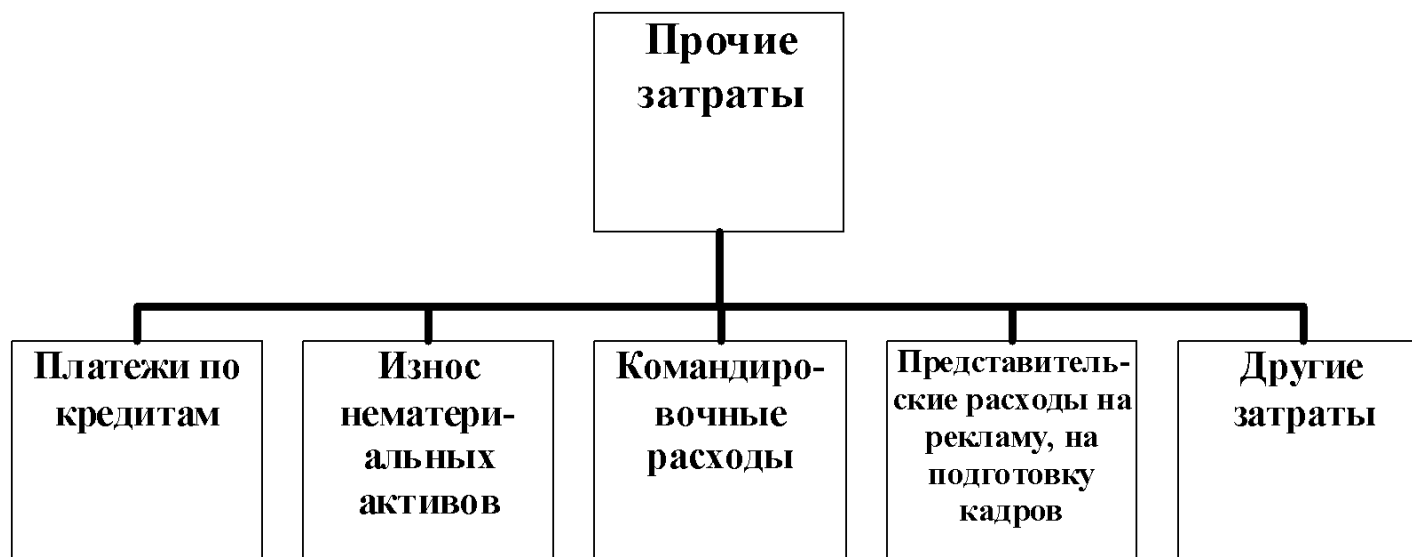 Прочие
затраты
Платежи по
кредитам
Износ
нематери-
альных
активов
Командиро-
вочные
расходы
Представитель-
ские расходы на
рекламу, на
подготовку
кадров
Другие
затраты